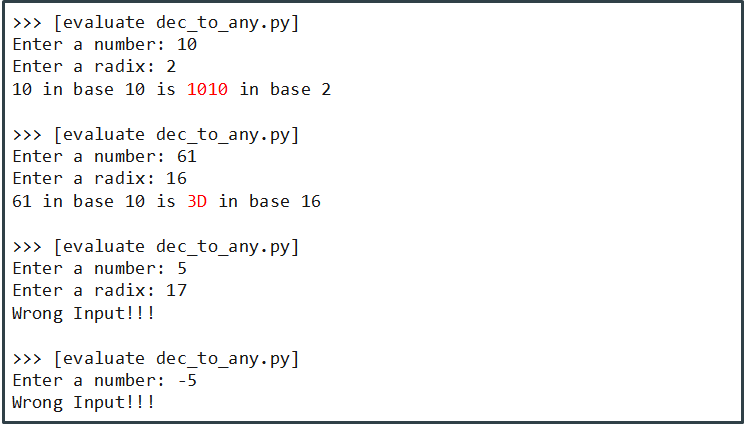 >>> [evaluate dec_to_any.py]
Enter a number: 10
Enter a radix: 2
10 in base 10 is 1010 in base 2
>>> [evaluate dec_to_any.py]
Enter a number: 61
Enter a radix: 16
61 in base 10 is 3D in base 16
>>> [evaluate dec_to_any.py]
Enter a number: 5
Enter a radix: 17
Wrong Input!!!
>>> [evaluate dec_to_any.py]
Enter a number: -5
Wrong Input!!!